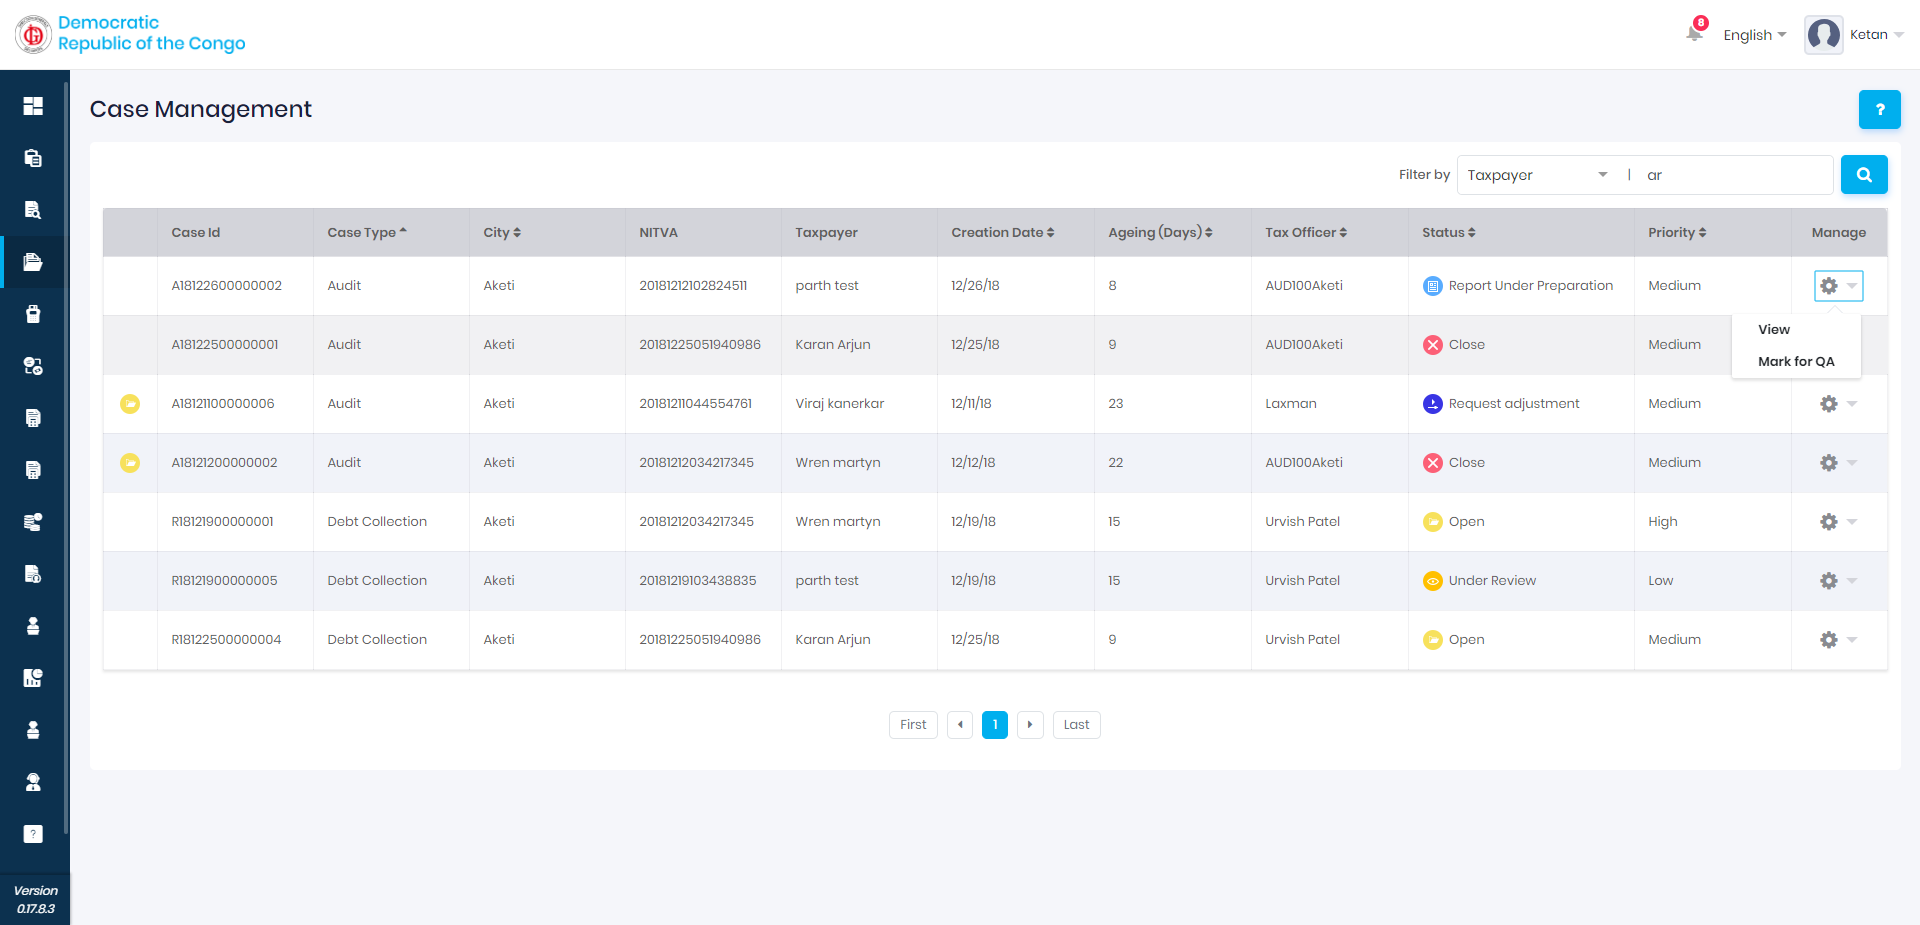 Democratic
Republic of the Congo
8
English
Ketan
Case Management
?
Filter by Taxpayer | ar
Case Id Case Type City NITVA Taxpayer Creation Date Ageing (Days) Tax Officer Status Priority Manage
A18122600000002 Audit Aketi 20181212102824511 parth test 12/26/18 8 AUD100Aketi Report Under Preparation Medium
View
Mark for QA
A18122500000001 Audit Aketi 20181225051940986 Karan Arjun 12/25/18 9 AUD100Aketi Close Medium
A18121100000006 Audit Aketi 20181211044554761 Viraj kanerkar 12/11/18 23 Laxman Request adjustment Medium
A18121200000002 Audit Aketi 20181212034217345 Wren martyn 12/12/18 22 AUD100Aketi Close Medium
R18121900000001 Debt Collection Aketi 20181212034217345 Wren martyn 12/19/18 15 Urvish Patel Open High
R18121900000005 Debt Collection Aketi 20181219103438835 parth test 12/19/18 15 Urvish Patel Under Review Low
R18122500000004 Debt Collection Aketi 20181225051940986 Karan Arjun 12/25/18 9 Urvish Patel Open Medium
First 1 Last
?
Version
0.17.8.3